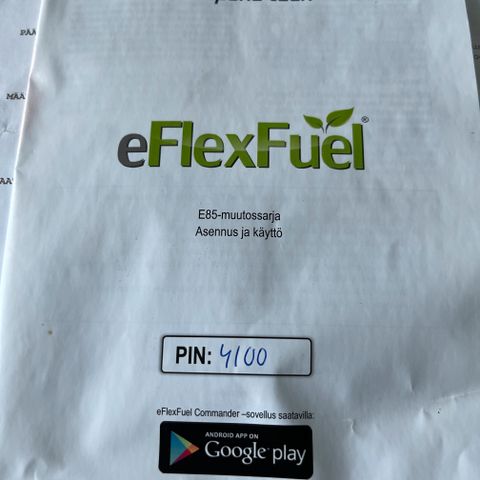 eFlexFuel®
E85-muutossarja
Asennus ja käyttö
PIN: 4100
eFlexFuel Commander –sovellus saatavilla:
ANDROID APP ON
Google play